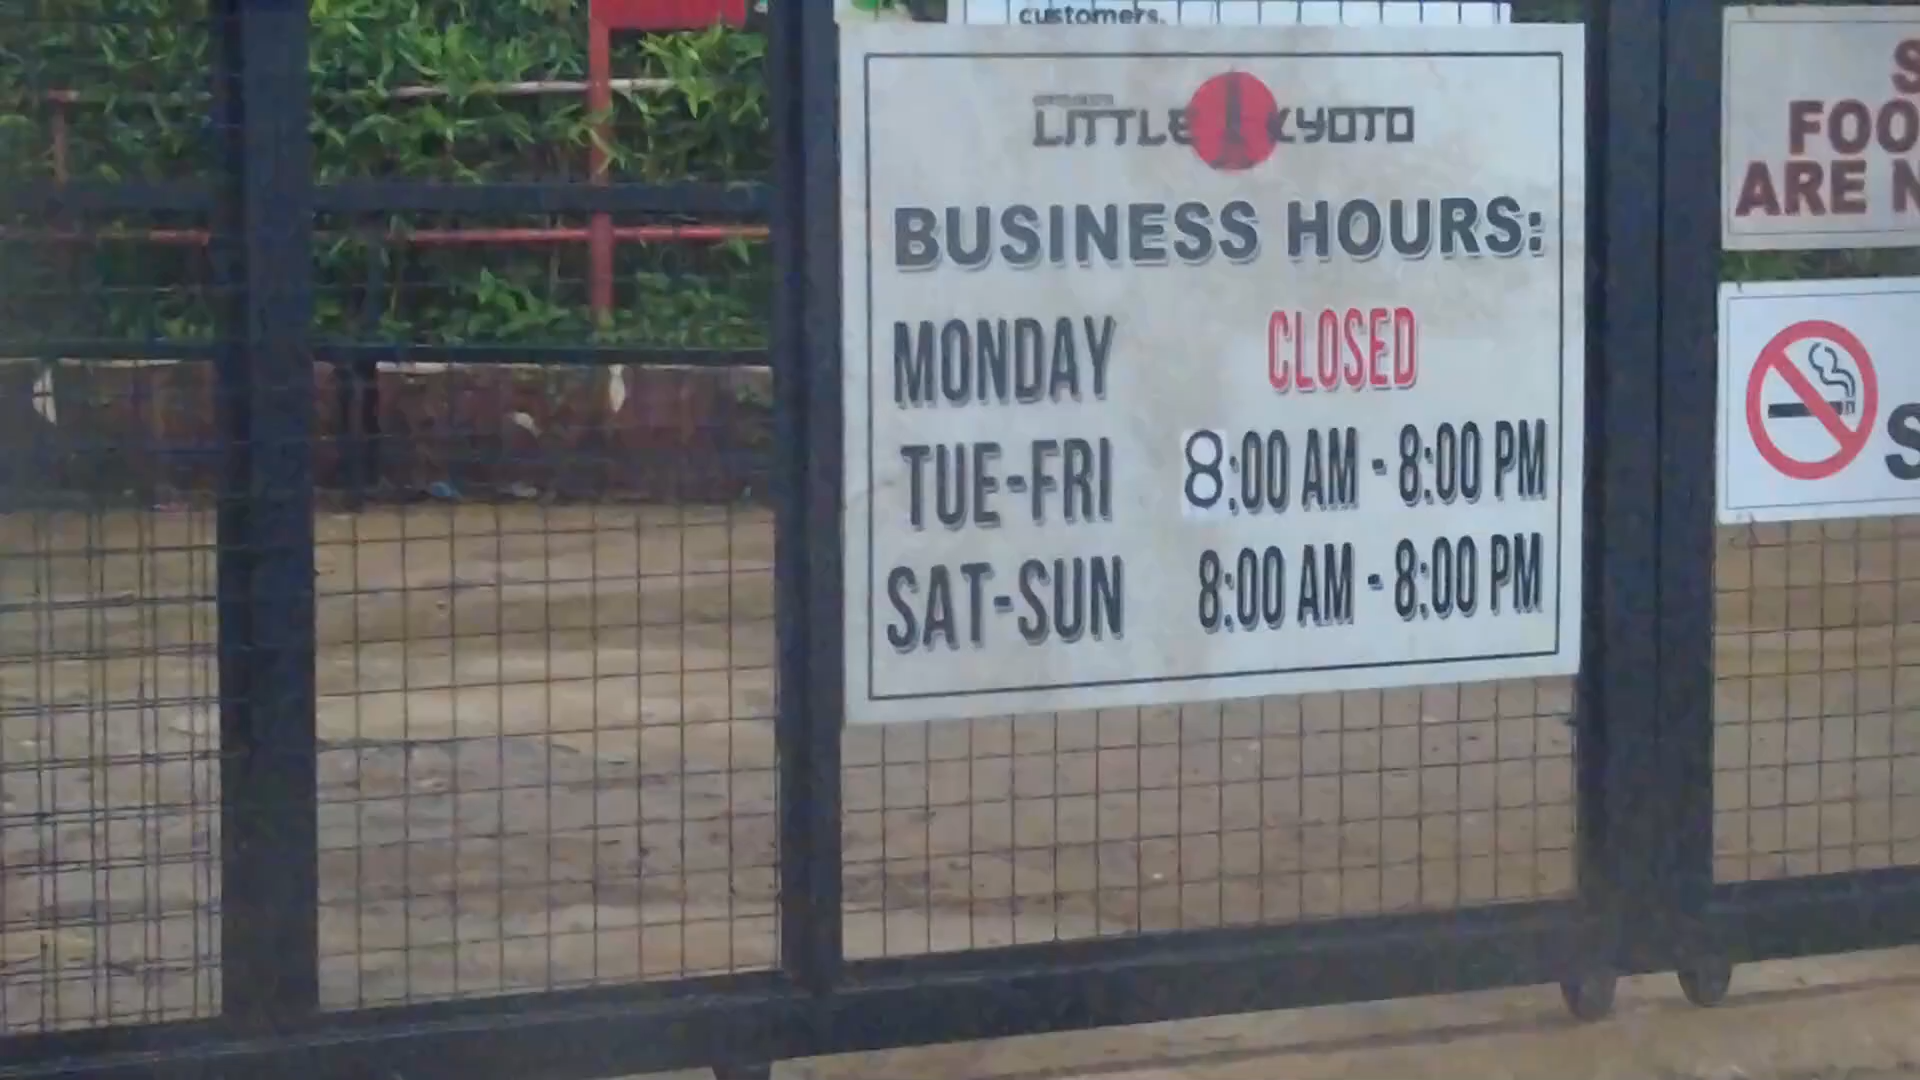 customers.
LITTLE KYOTO
BUSINESS HOURS:
MONDAY CLOSED
TUE-FRI 8:00 AM - 8:00 PM
SAT-SUN 8:00 AM - 8:00 PM
S
FOO
ARE N
S